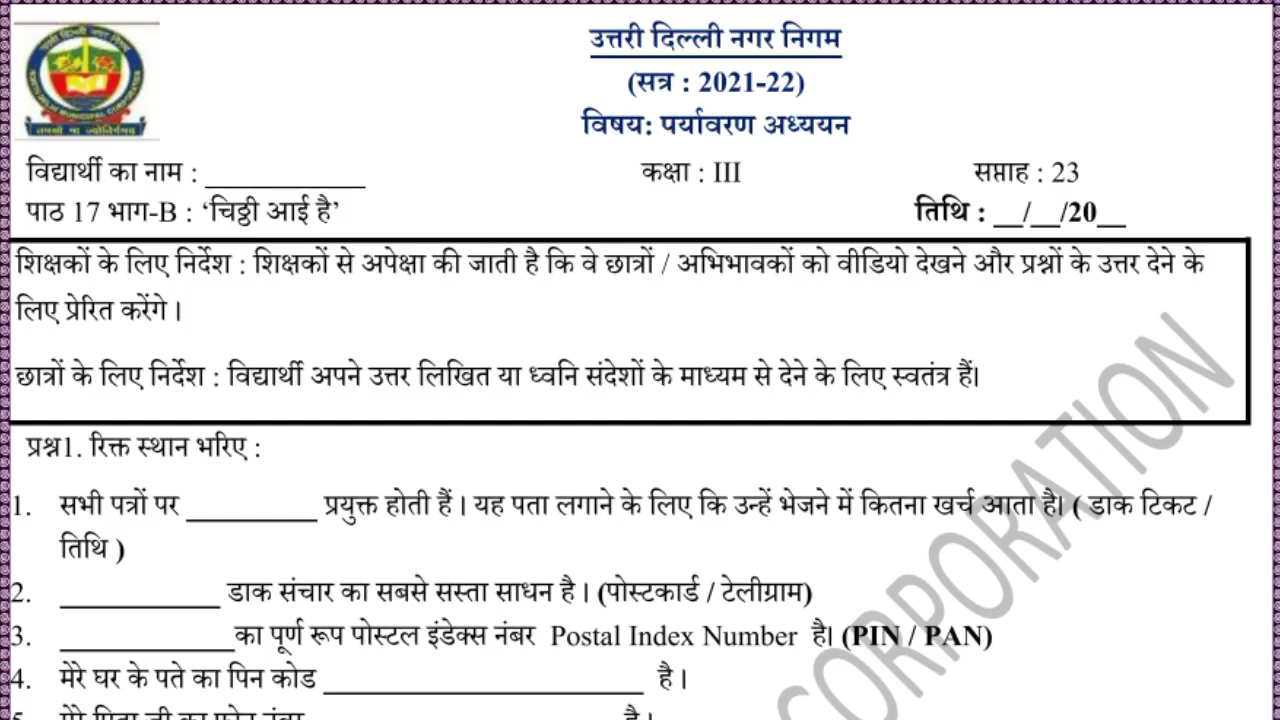 उत्तरी दिल्ली नगर निगम
(सत्र : 2021-22)
विषय: पर्यावरण अध्ययन
विद्यार्थी का नाम : ___________ कक्षा : III सप्ताह : 23
पाठ 17 भाग-B : ‘चिठ्ठी आई है’ तिथि : __/__/20__
शिक्षकों के लिए निर्देश : शिक्षकों से अपेक्षा की जाती है कि वे छात्रों / अभिभावकों को वीडियो देखने और प्रश्नों के उत्तर देने के
लिए प्रेरित करेंगे ।
छात्रों के लिए निर्देश : विद्यार्थी अपने उत्तर लिखित या ध्वनि संदेशों के माध्यम से देने के लिए स्वतंत्र हैं।
प्रश्न1. रिक्त स्थान भरिए :
1. सभी पत्रों पर _________ प्रयुक्त होती हैं । यह पता लगाने के लिए कि उन्हें भेजने में कितना खर्च आता है। ( डाक टिकट /
तिथि )
2. ___________ डाक संचार का सबसे सस्ता साधन है । (पोस्टकार्ड / टेलीग्राम)
3. ____________का पूर्ण रूप पोस्टल इंडेक्स नंबर Postal Index Number है। (PIN / PAN)
4. मेरे घर के पते का पिन कोड ______________________ है ।
5. मेरे पिता जी का फ़ोन नंबर ______________________ है ।
CORPORATION